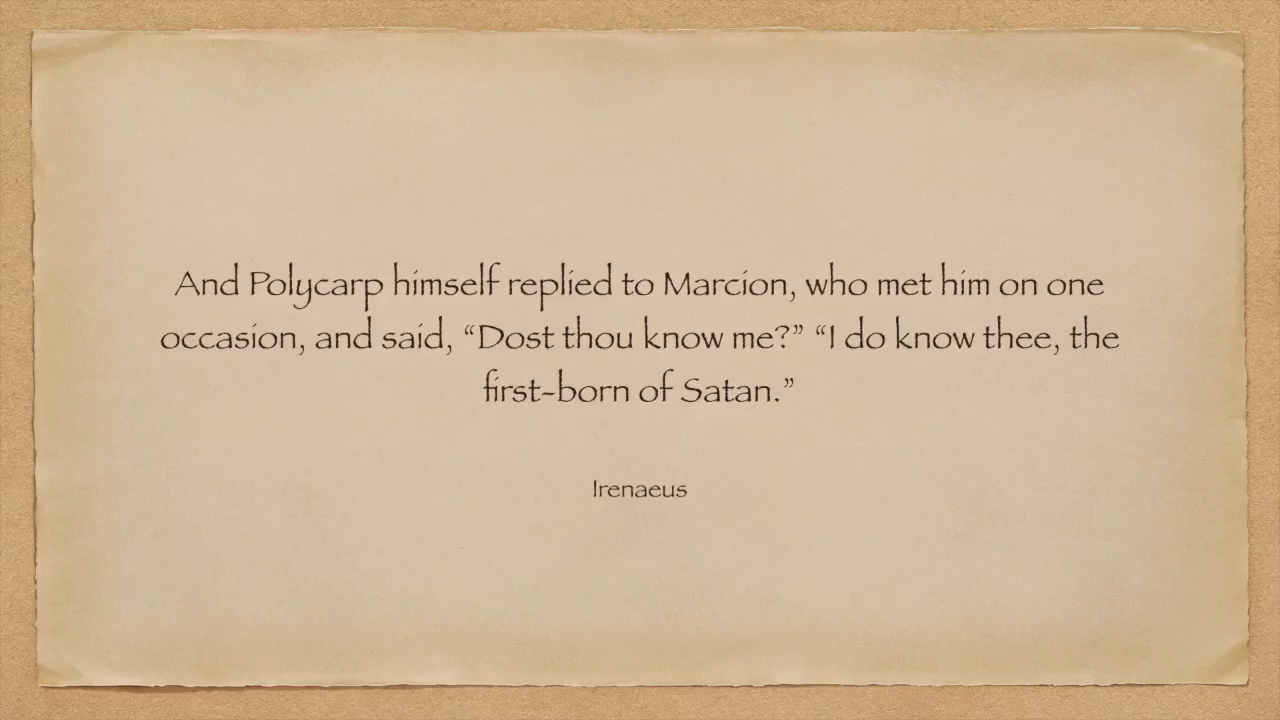 And Polycarp himself replied to Marcion, who met him on one
occasion, and said, “Dost thou know me?” “I do know thee, the
first-born of Satan.”
Irenaeus